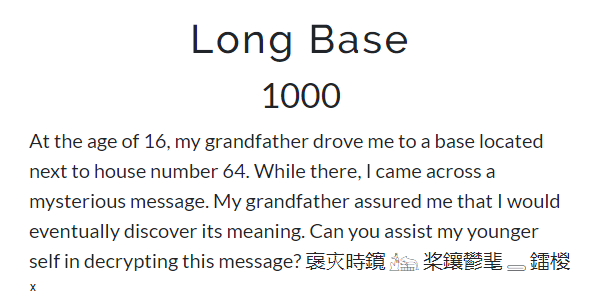 Long Base
1000
At the age of 16, my grandfather drove me to a base located
next to house number 64. While there, I came across a
mysterious message. My grandfather assured me that I would
eventually discover its meaning. Can you assist my younger
self in decrypting this message?